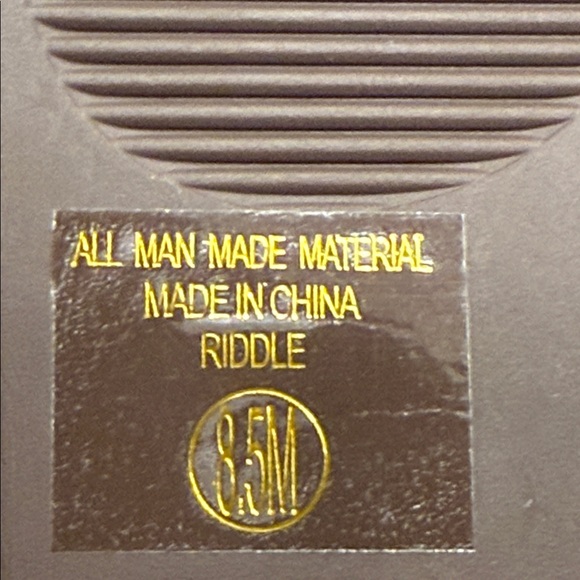 ALL MAN MADE MATERIAL
MADE IN CHINA
RIDDLE
8.5M